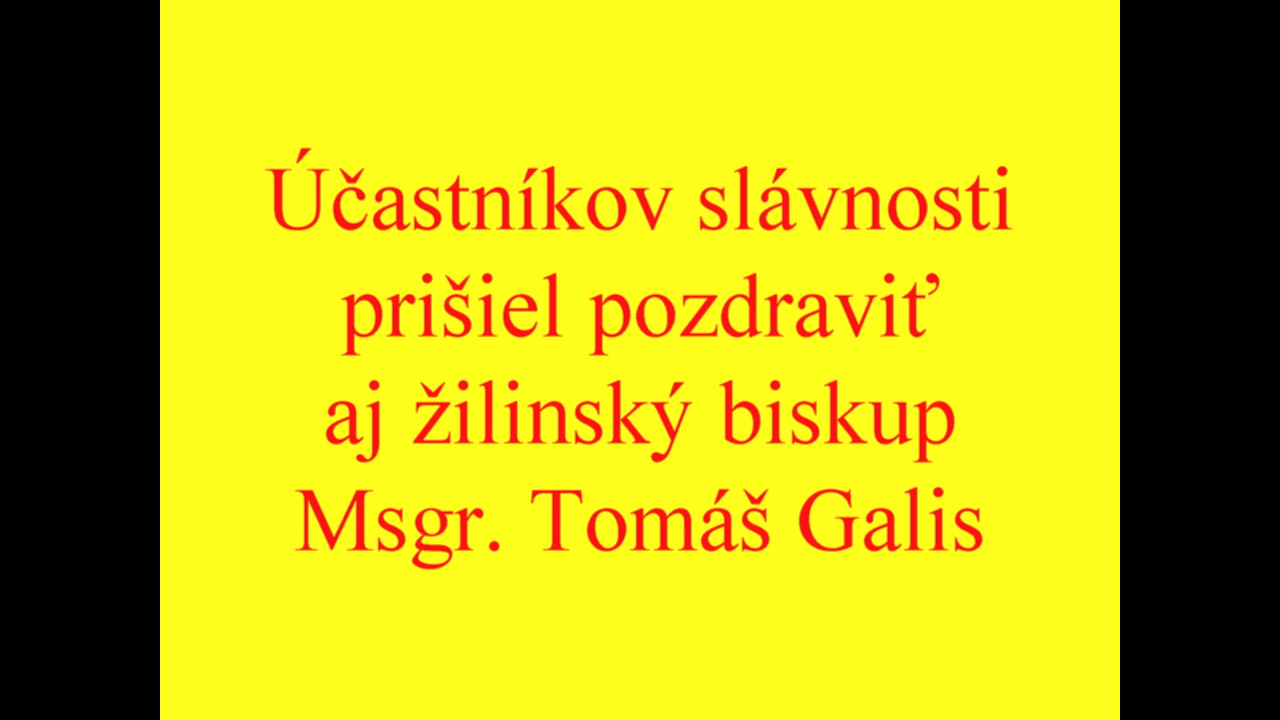 Účastníkov slávnosti
prišiel pozdraviť
aj žilinský biskup
Msgr. Tomáš Galis